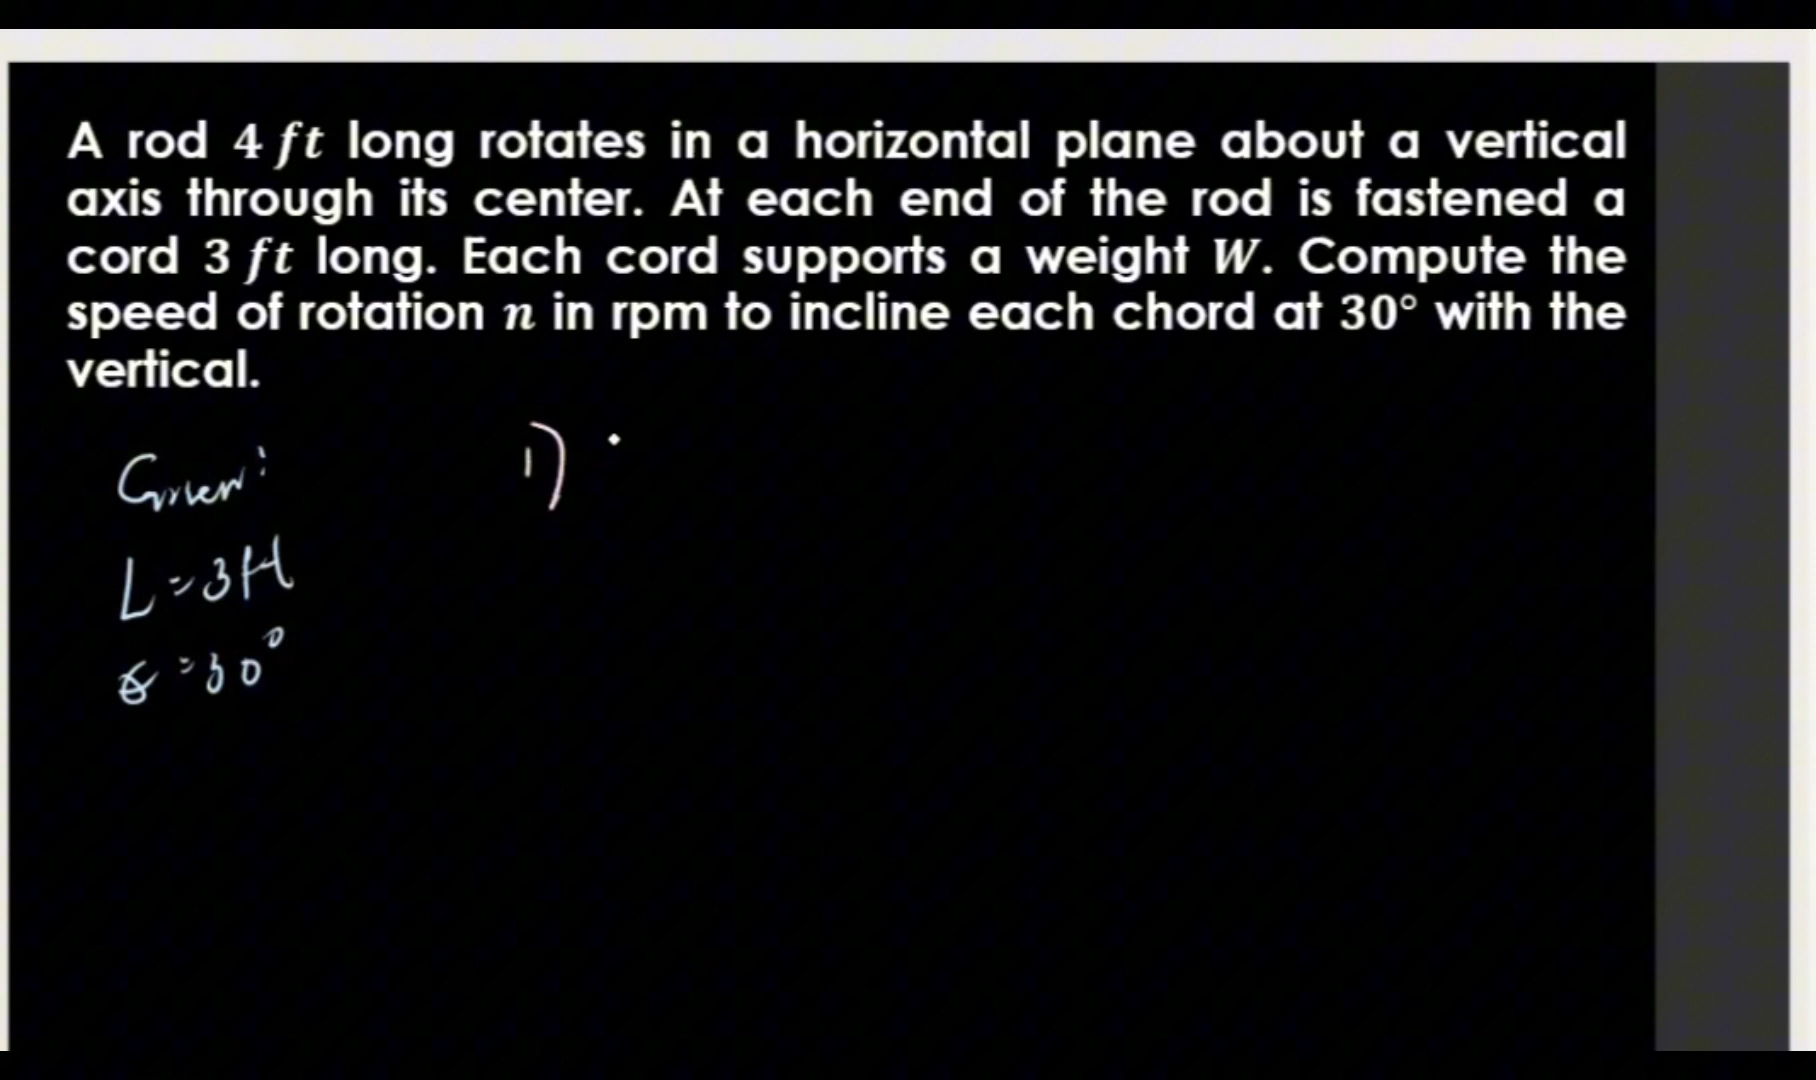 A rod 4 ft long rotates in a horizontal plane about a vertical
axis through its center. At each end of the rod is fastened a
cord 3 ft long. Each cord supports a weight W. Compute the
speed of rotation n in rpm to incline each chord at 30° with the
vertical.
Given:
1)
L = 3ft
θ = 30°